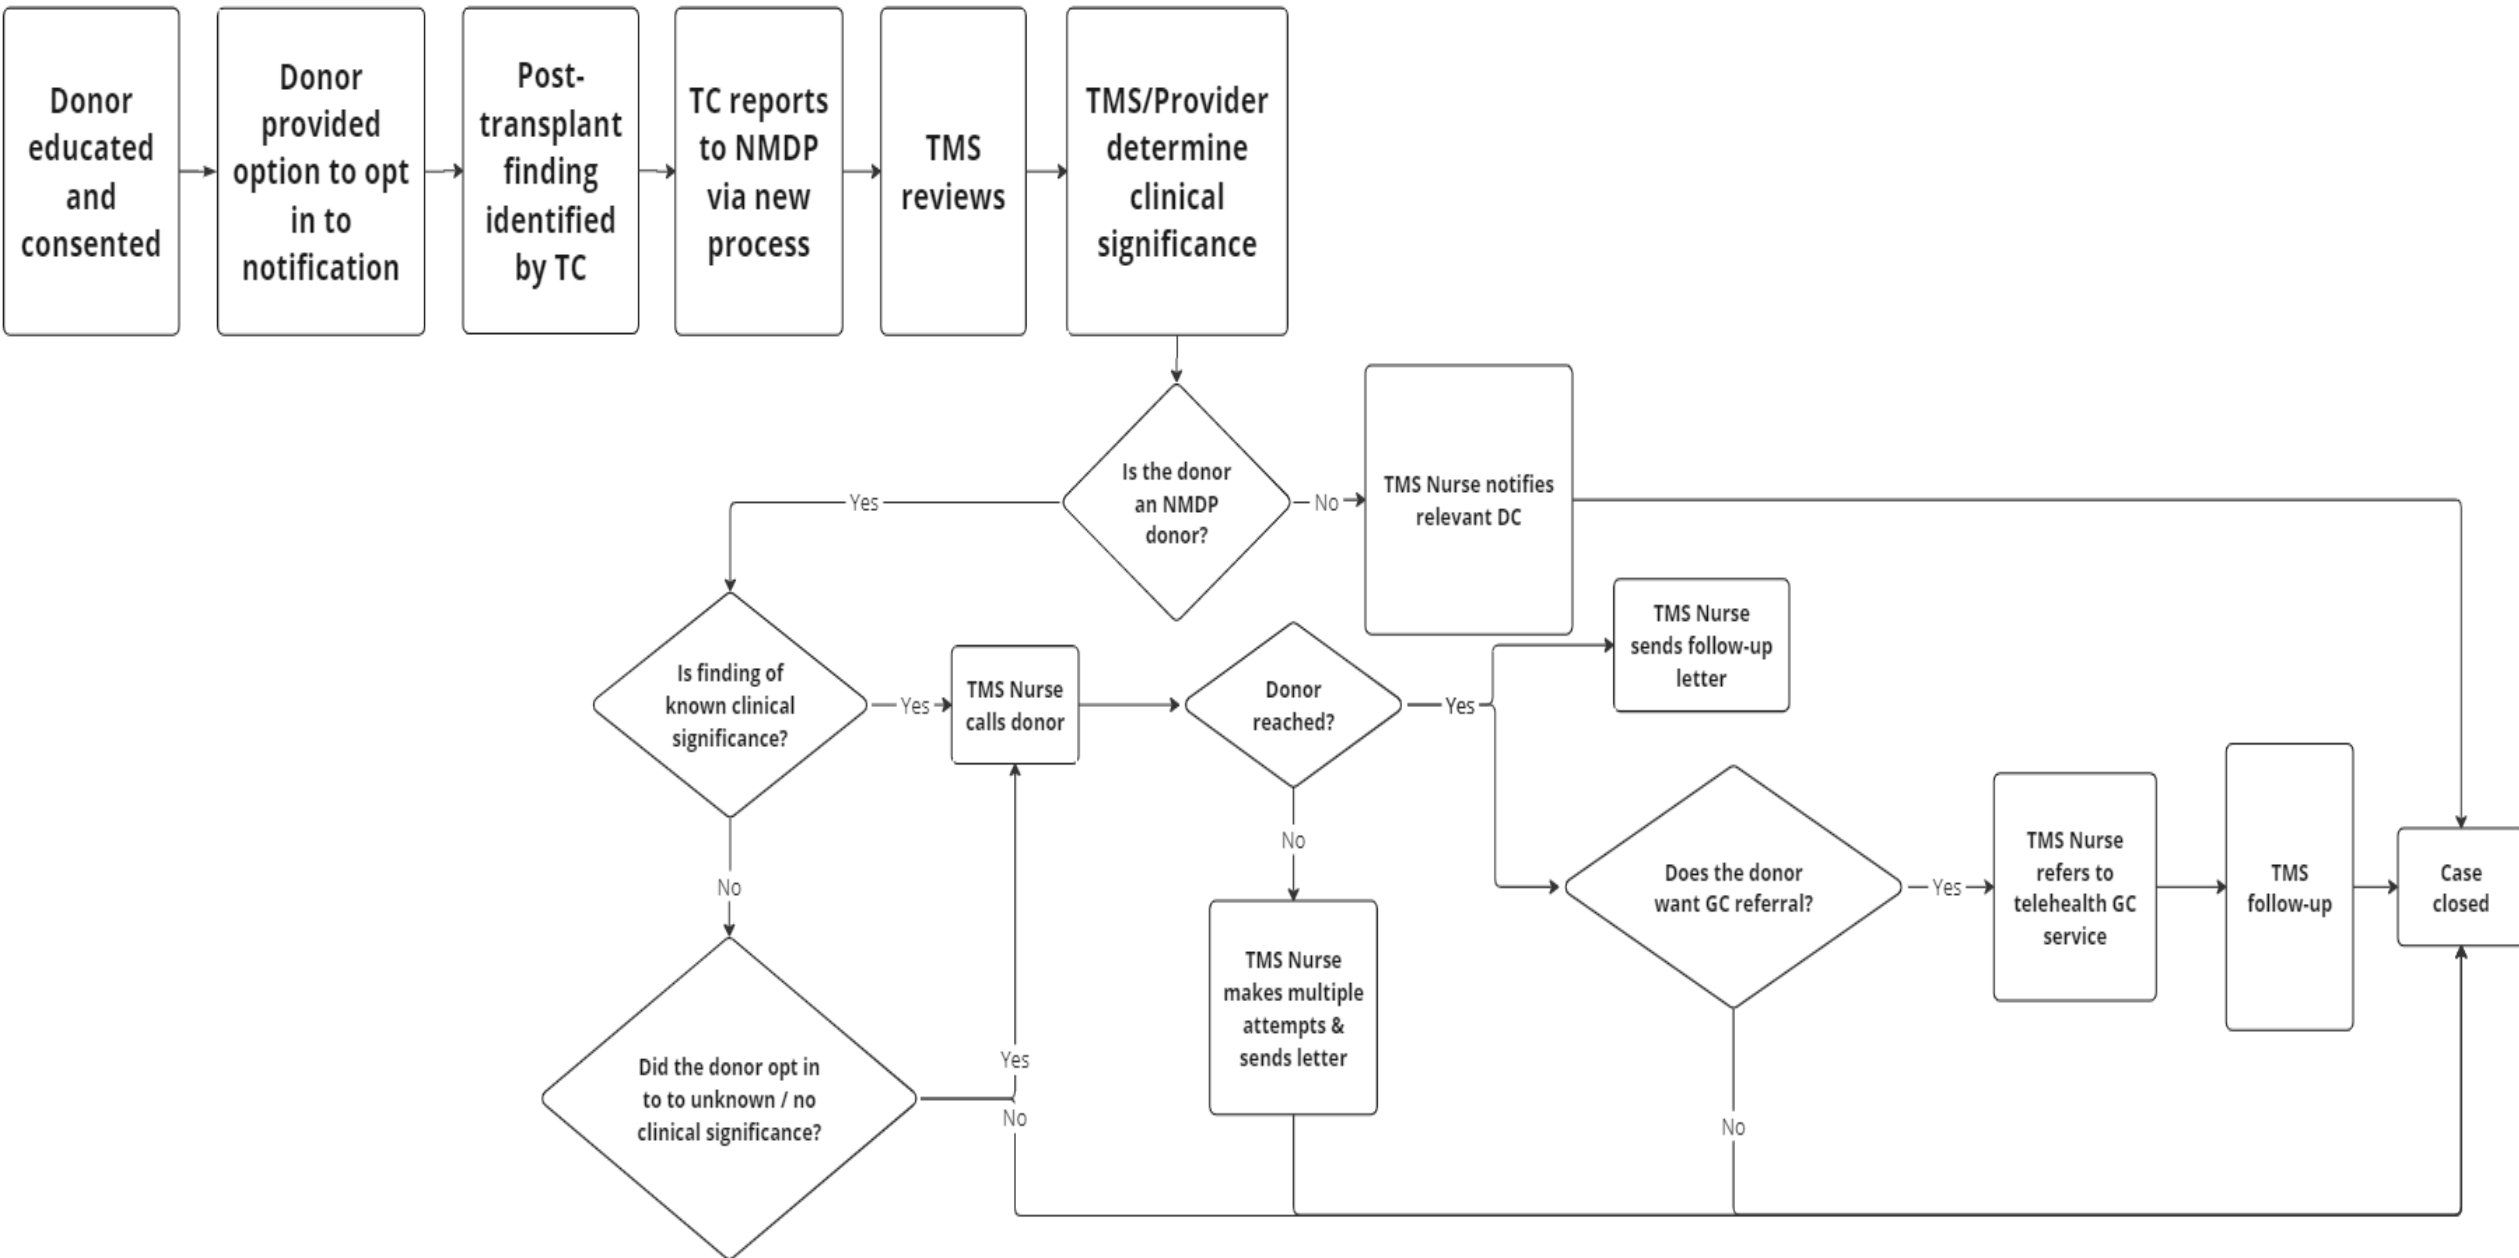 Donor
educated
and
consented
Donor
provided
option to opt
in to
notification
Post-
transplant
finding
identified
by TC
TC reports
to NMDP
via new
process
TMS
reviews
TMS/Provider
determine
clinical
significance
Is the donor
an NMDP
donor?
Yes
No
TMS Nurse notifies
relevant DC
Is finding of
known clinical
significance?
Yes
TMS Nurse
calls donor
Donor
reached?
Yes
TMS Nurse
sends follow-up
letter
No
No
Does the donor
want GC referral?
Yes
TMS Nurse
refers to
telehealth GC
service
TMS
follow-up
Case
closed
TMS Nurse
makes multiple
attempts &
sends letter
Did the donor opt in
to to unknown / no
clinical significance?
Yes
No
No